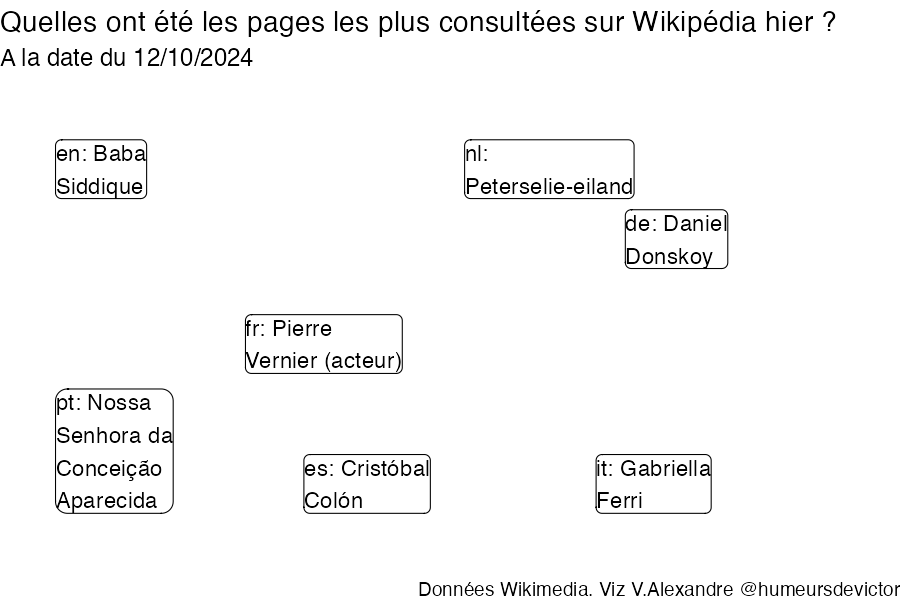 Quelles ont été les pages les plus consultées sur Wikipédia hier ?
A la date du 12/10/2024
en: Baba
Siddique
nl:
Peterselie-eiland
de: Daniel
Donskoy
fr: Pierre
Vernier (acteur)
pt: Nossa
Senhora da
Conceição
Aparecida
es: Cristóbal
Colón
it: Gabriella
Ferri
Données Wikimedia. Viz V.Alexandre @humeursdevictor